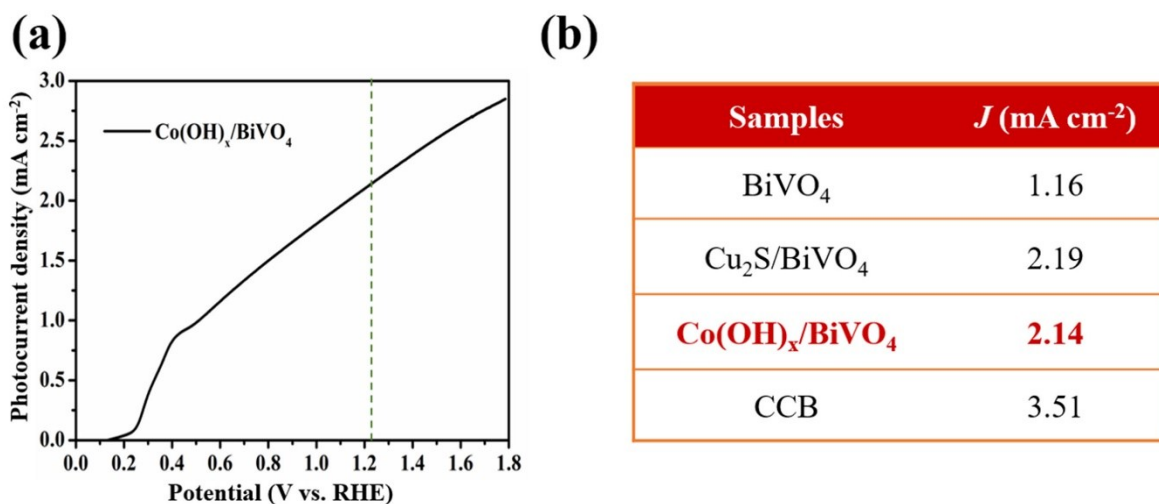 (a)
3.0
2.5
2.0
1.5
1.0
0.5
0.0
Photocurrent density (mA cm⁻²)
Co(OH)ₓ/BiVO₄
0.0 0.2 0.4 0.6 0.8 1.0 1.2 1.4 1.6 1.8
Potential (V vs. RHE)
(b)
Samples J (mA cm⁻²)
BiVO₄ 1.16
Cu₂S/BiVO₄ 2.19
Co(OH)ₓ/BiVO₄ 2.14
CCB 3.51